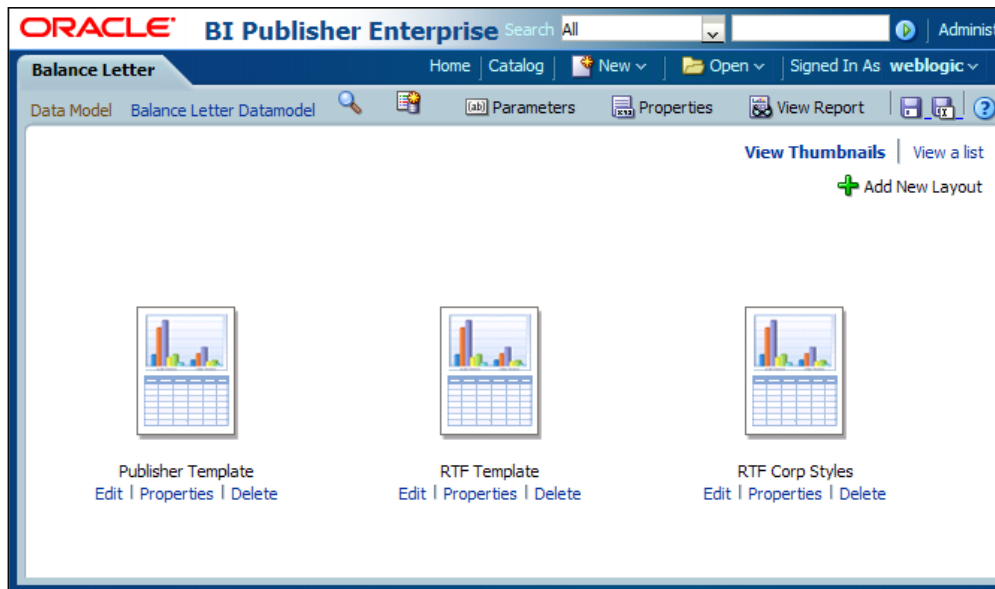 ORACLE BI Publisher Enterprise Search All Administ
Balance Letter Home Catalog New Open Signed In As weblogic
Data Model Balance Letter Datamodel Parameters Properties View Report
View Thumbnails View a list
Add New Layout
Publisher Template RTF Template RTF Corp Styles
Edit | Properties | Delete Edit | Properties | Delete Edit | Properties | Delete